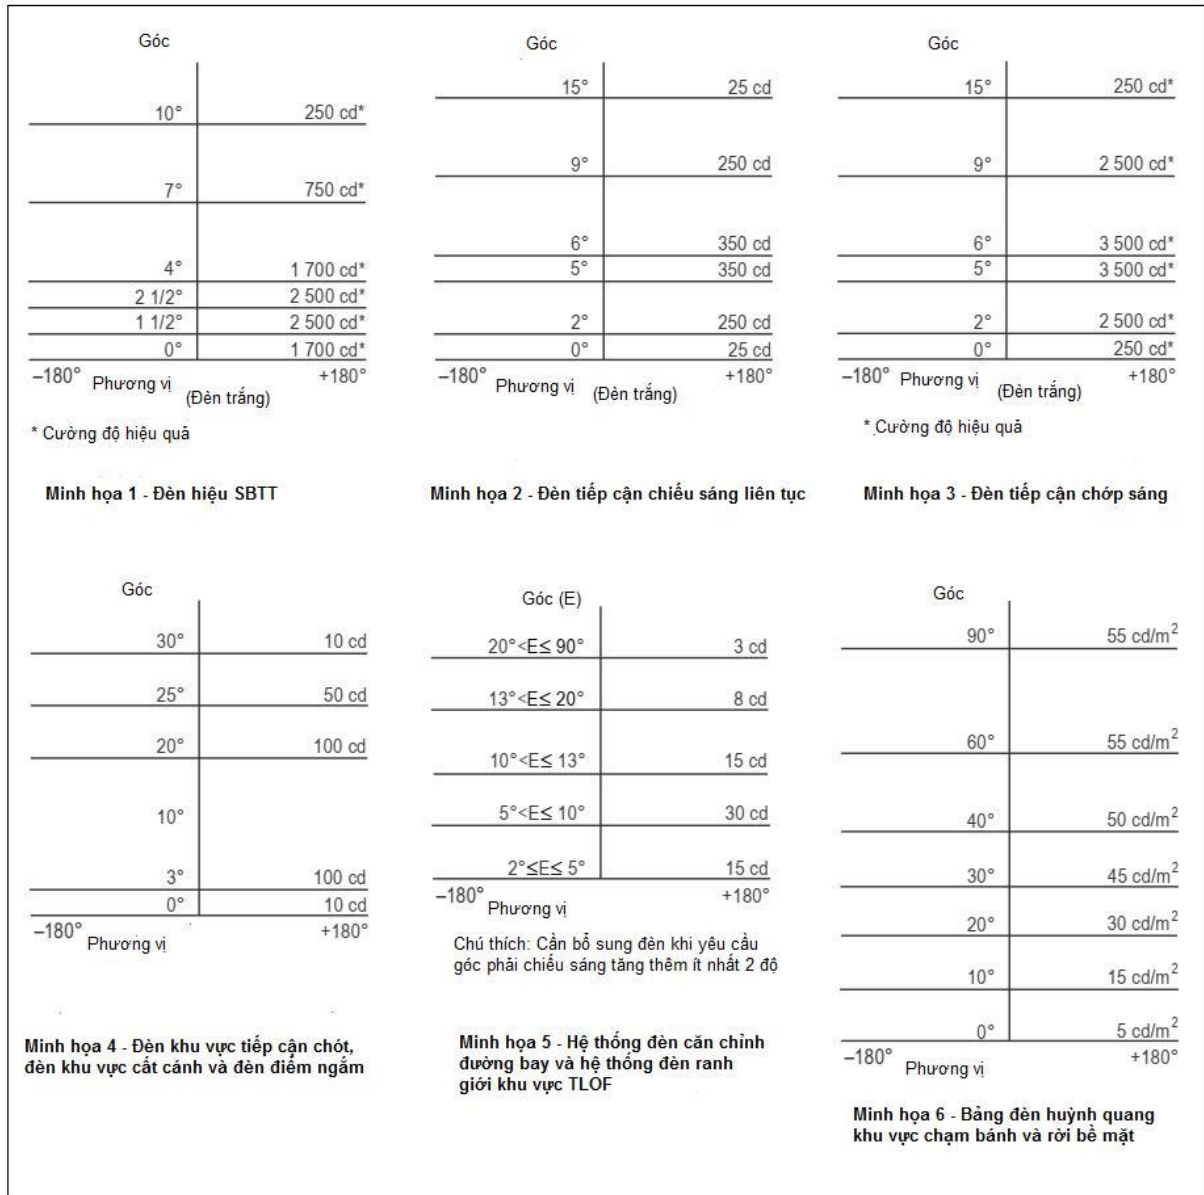 Góc
10° 250 cd*
7° 750 cd*
4° 1 700 cd*
2 1/2° 2 500 cd*
1 1/2° 2 500 cd*
0° 1 700 cd*
–180° Phương vị +180°
(Đèn trắng)
* Cường độ hiệu quả
Minh họa 1 - Đèn hiệu SBTT
Góc
15° 25 cd
9° 250 cd
6° 350 cd
5° 350 cd
2° 250 cd
0° 25 cd
–180° Phương vị +180°
(Đèn trắng)
Minh họa 2 - Đèn tiếp cận chiếu sáng liên tục
Góc
15° 250 cd*
9° 2 500 cd*
6° 3 500 cd*
5° 3 500 cd*
2° 2 500 cd*
0° 250 cd*
–180° Phương vị +180°
(Đèn trắng)
* Cường độ hiệu quả
Minh họa 3 - Đèn tiếp cận chớp sáng
Góc
30° 10 cd
25° 50 cd
20° 100 cd
10°
3° 100 cd
0° 10 cd
–180° Phương vị +180°
Minh họa 4 - Đèn khu vực tiếp cận chót,
đèn khu vực cất cánh và đèn điểm ngắm
Góc (E)
20°<E≤ 90° 3 cd
13°<E≤ 20° 8 cd
10°<E≤ 13° 15 cd
5°<E≤ 10° 30 cd
2°≤E≤ 5° 15 cd
–180° Phương vị +180°
Chú thích: Cần bổ sung đèn khi yêu cầu
góc phải chiếu sáng tăng thêm ít nhất 2 độ
Minh họa 5 - Hệ thống đèn căn chỉnh
đường bay và hệ thống đèn ranh
giới khu vực TLOF
Góc
90° 55 cd/m²
60° 55 cd/m²
40° 50 cd/m²
30° 45 cd/m²
20° 30 cd/m²
10° 15 cd/m²
0° 5 cd/m²
–180° Phương vị +180°
Minh họa 6 - Bảng đèn huỳnh quang
khu vực chạm bánh và rời bề mặt